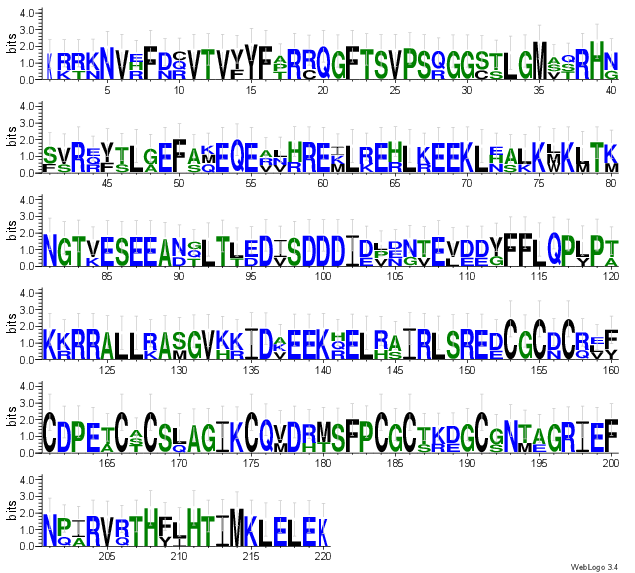 4.0 3.0 2.0 1.0 0.0
bits
KRRKNVEFDCVTVYYFARRQGFTSVPSRGGSTLGMAQRHN
5 10 15 20 25 30 35 40
4.0 3.0 2.0 1.0 0.0
bits
SVREYTLGEFAKEQEALHREILREHLKEEKLHALKLKLTK
45 50 55 60 65 70 75 80
4.0 3.0 2.0 1.0 0.0
bits
NGTVESEEANGLTLEDISDDDIDLDNTEVDDYFFLQPLPT
85 90 95 100 105 110 115 120
4.0 3.0 2.0 1.0 0.0
bits
KKRRALLRASGVKKIDAEEKHELRAIRLSREDCGCDCREF
125 130 135 140 145 150 155 160
4.0 3.0 2.0 1.0 0.0
bits
CDPETCACSLAGIKCQVDRMSFPCGCTKDGCGNTAGRIEF
165 170 175 180 185 190 195 200
4.0 3.0 2.0 1.0 0.0
bits
NPIRVRTHFLHTIMKLELEK
205 210 215 220
WebLogo 3.4